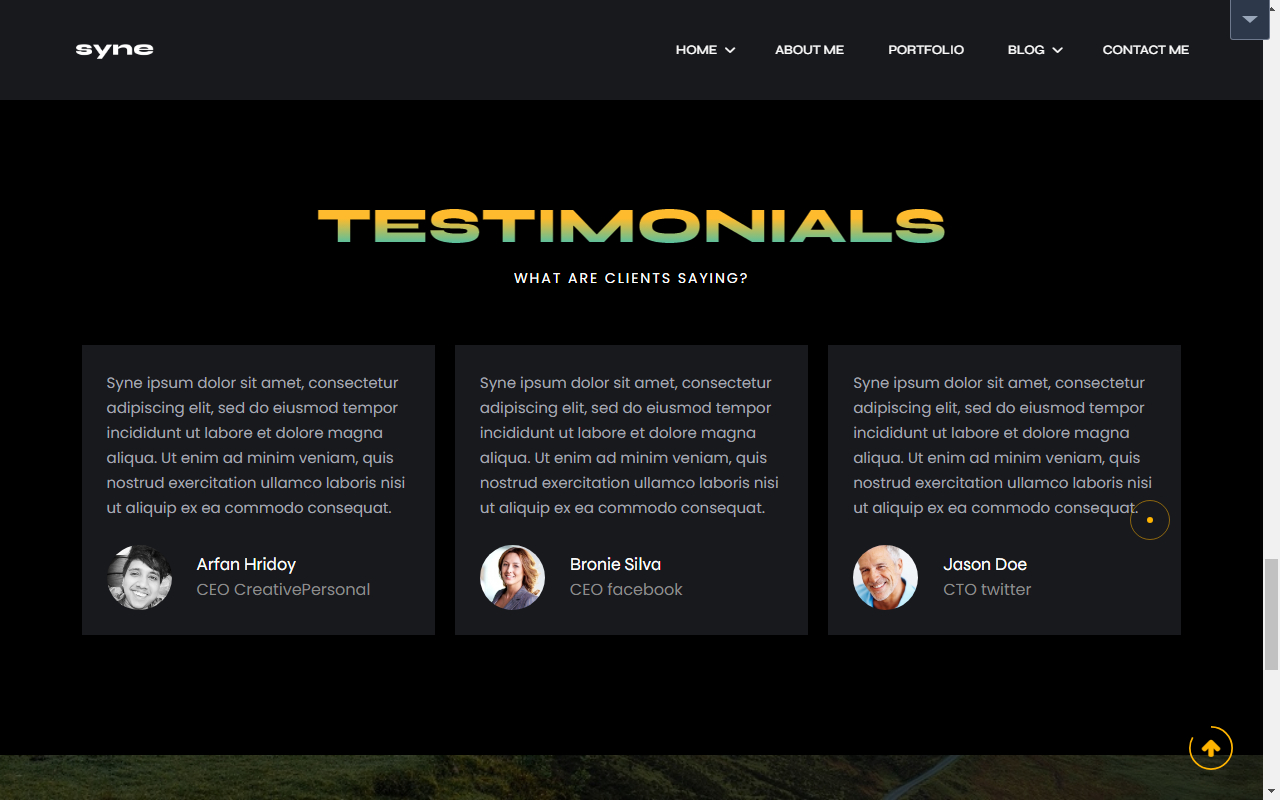 syne
HOME
ABOUT ME
PORTFOLIO
BLOG
CONTACT ME
TESTIMONIALS
WHAT ARE CLIENTS SAYING?
Syne ipsum dolor sit amet, consectetur
adipiscing elit, sed do eiusmod tempor
incididunt ut labore et dolore magna
aliqua. Ut enim ad minim veniam, quis
nostrud exercitation ullamco laboris nisi
ut aliquip ex ea commodo consequat.
Arfan Hridoy
CEO CreativePersonal
Syne ipsum dolor sit amet, consectetur
adipiscing elit, sed do eiusmod tempor
incididunt ut labore et dolore magna
aliqua. Ut enim ad minim veniam, quis
nostrud exercitation ullamco laboris nisi
ut aliquip ex ea commodo consequat.
Bronie Silva
CEO facebook
Syne ipsum dolor sit amet, consectetur
adipiscing elit, sed do eiusmod tempor
incididunt ut labore et dolore magna
aliqua. Ut enim ad minim veniam, quis
nostrud exercitation ullamco laboris nisi
ut aliquip ex ea commodo consequat.
Jason Doe
CTO twitter